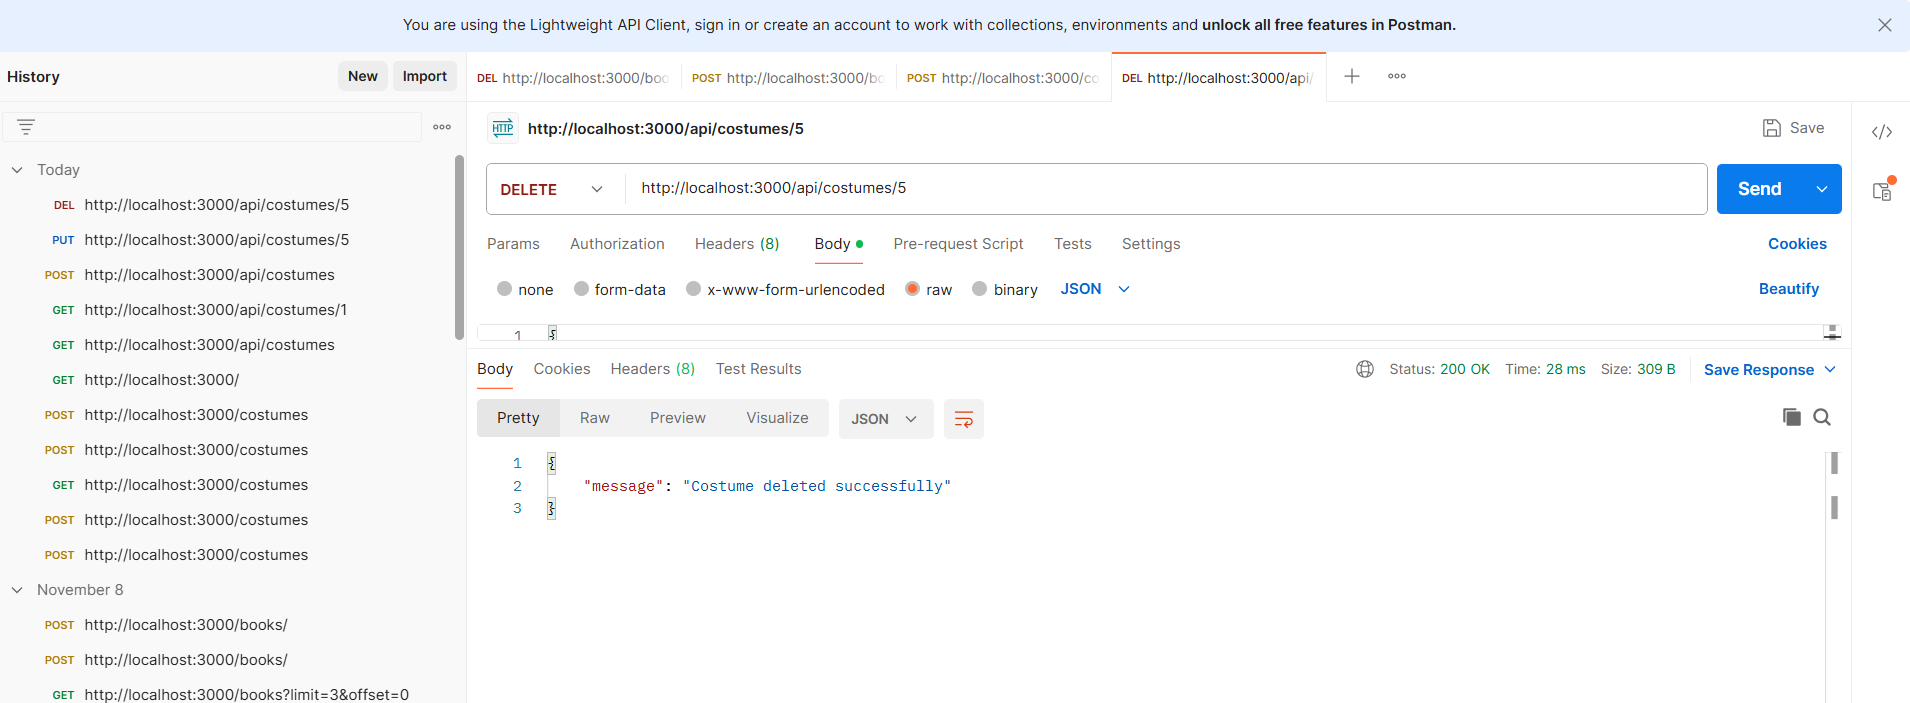 You are using the Lightweight API Client, sign in or create an account to work with collections, environments and unlock all free features in Postman.
History
New
Import
DEL http://localhost:3000/boo
POST http://localhost:3000/bo
POST http://localhost:3000/co
DEL http://localhost:3000/api/
HTTP http://localhost:3000/api/costumes/5
Save
Today
DEL http://localhost:3000/api/costumes/5
PUT http://localhost:3000/api/costumes/5
POST http://localhost:3000/api/costumes
GET http://localhost:3000/api/costumes/1
GET http://localhost:3000/api/costumes
GET http://localhost:3000/
POST http://localhost:3000/costumes
POST http://localhost:3000/costumes
GET http://localhost:3000/costumes
POST http://localhost:3000/costumes
POST http://localhost:3000/costumes
November 8
POST http://localhost:3000/books/
POST http://localhost:3000/books/
GET http://localhost:3000/books?limit=3&offset=0
DELETE http://localhost:3000/api/costumes/5
Send
Params Authorization Headers (8) Body Pre-request Script Tests Settings
Cookies
none form-data x-www-form-urlencoded raw binary JSON
Beautify
1 {
Body Cookies Headers (8) Test Results
Status: 200 OK Time: 28 ms Size: 309 B
Save Response
Pretty Raw Preview Visualize JSON
1 {
2 "message": "Costume deleted successfully"
3 }